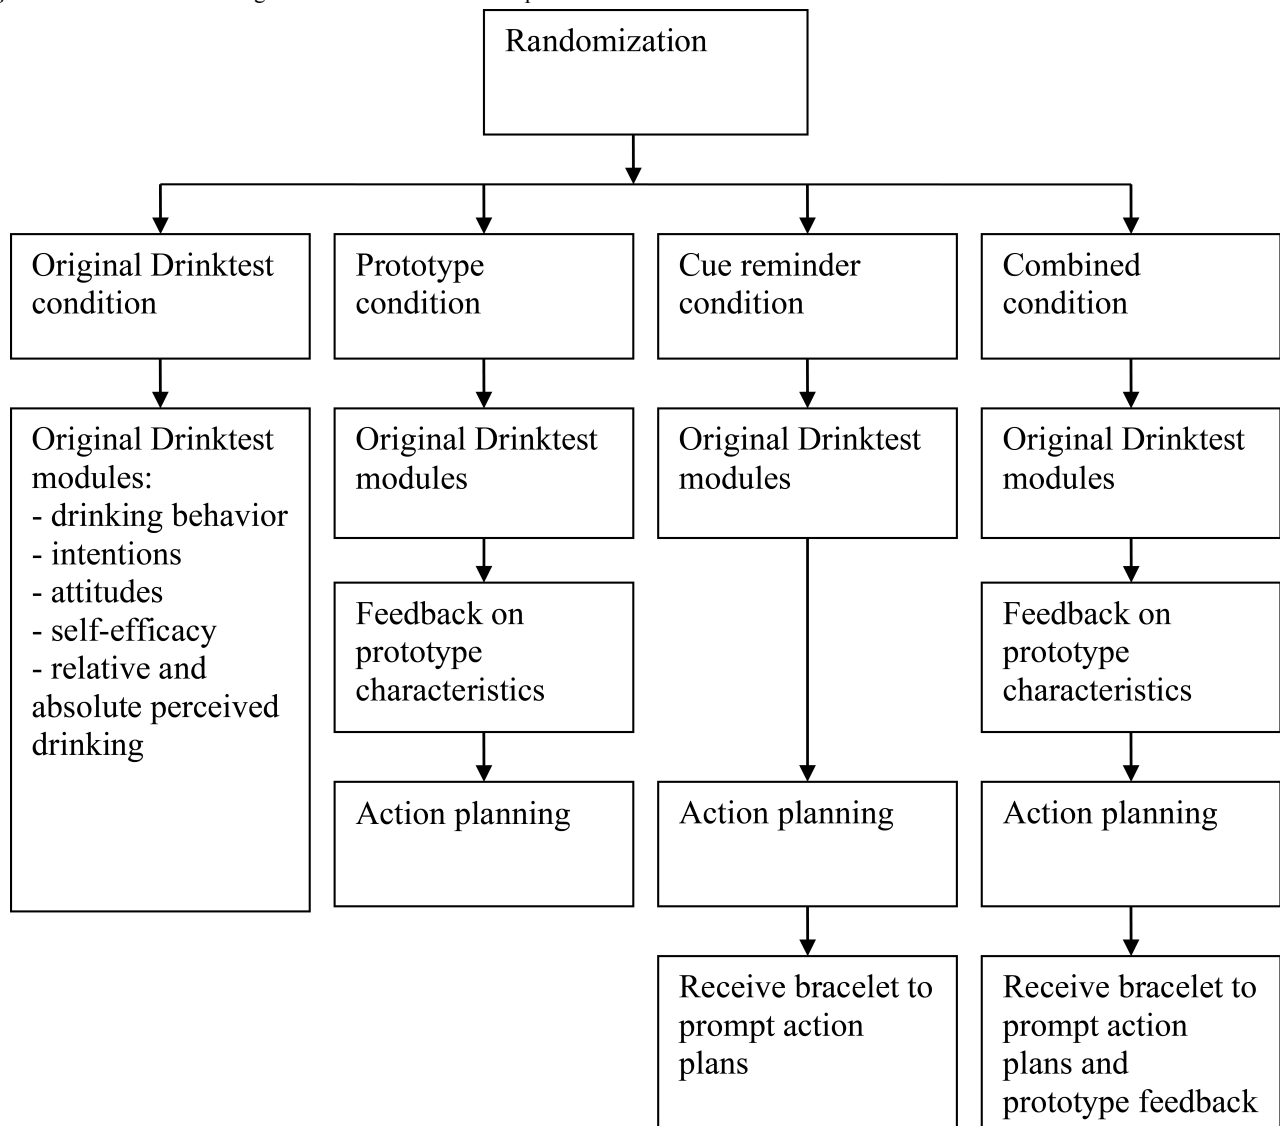 Randomization
Original Drinktest
condition
Prototype
condition
Cue reminder
condition
Combined
condition
Original Drinktest
modules:
- drinking behavior
- intentions
- attitudes
- self-efficacy
- relative and
absolute perceived
drinking
Original Drinktest
modules
Original Drinktest
modules
Original Drinktest
modules
Feedback on
prototype
characteristics
Feedback on
prototype
characteristics
Action planning
Action planning
Action planning
Receive bracelet to
prompt action
plans
Receive bracelet to
prompt action
plans and
prototype feedback